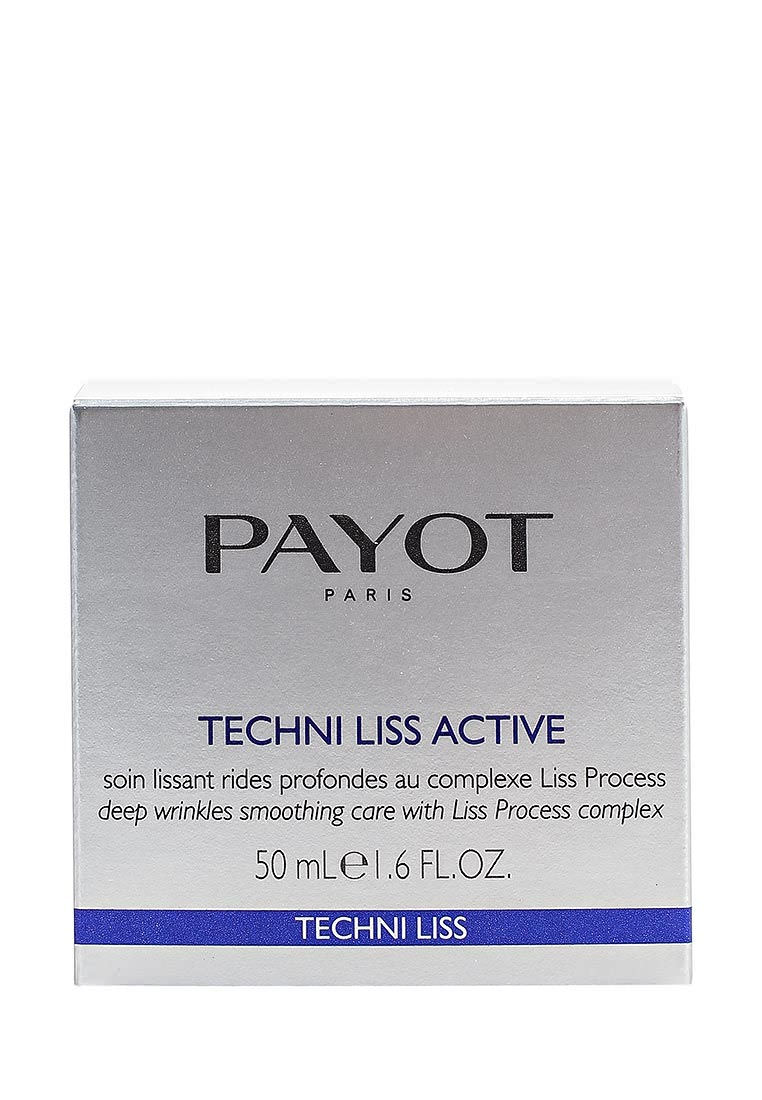 PAYOT
PARIS
TECHNI LISS ACTIVE
soin lissant rides profondes au complexe Liss Process
deep wrinkles smoothing care with Liss Process complex
50 mL℮1.6 FL.OZ.
TECHNI LISS